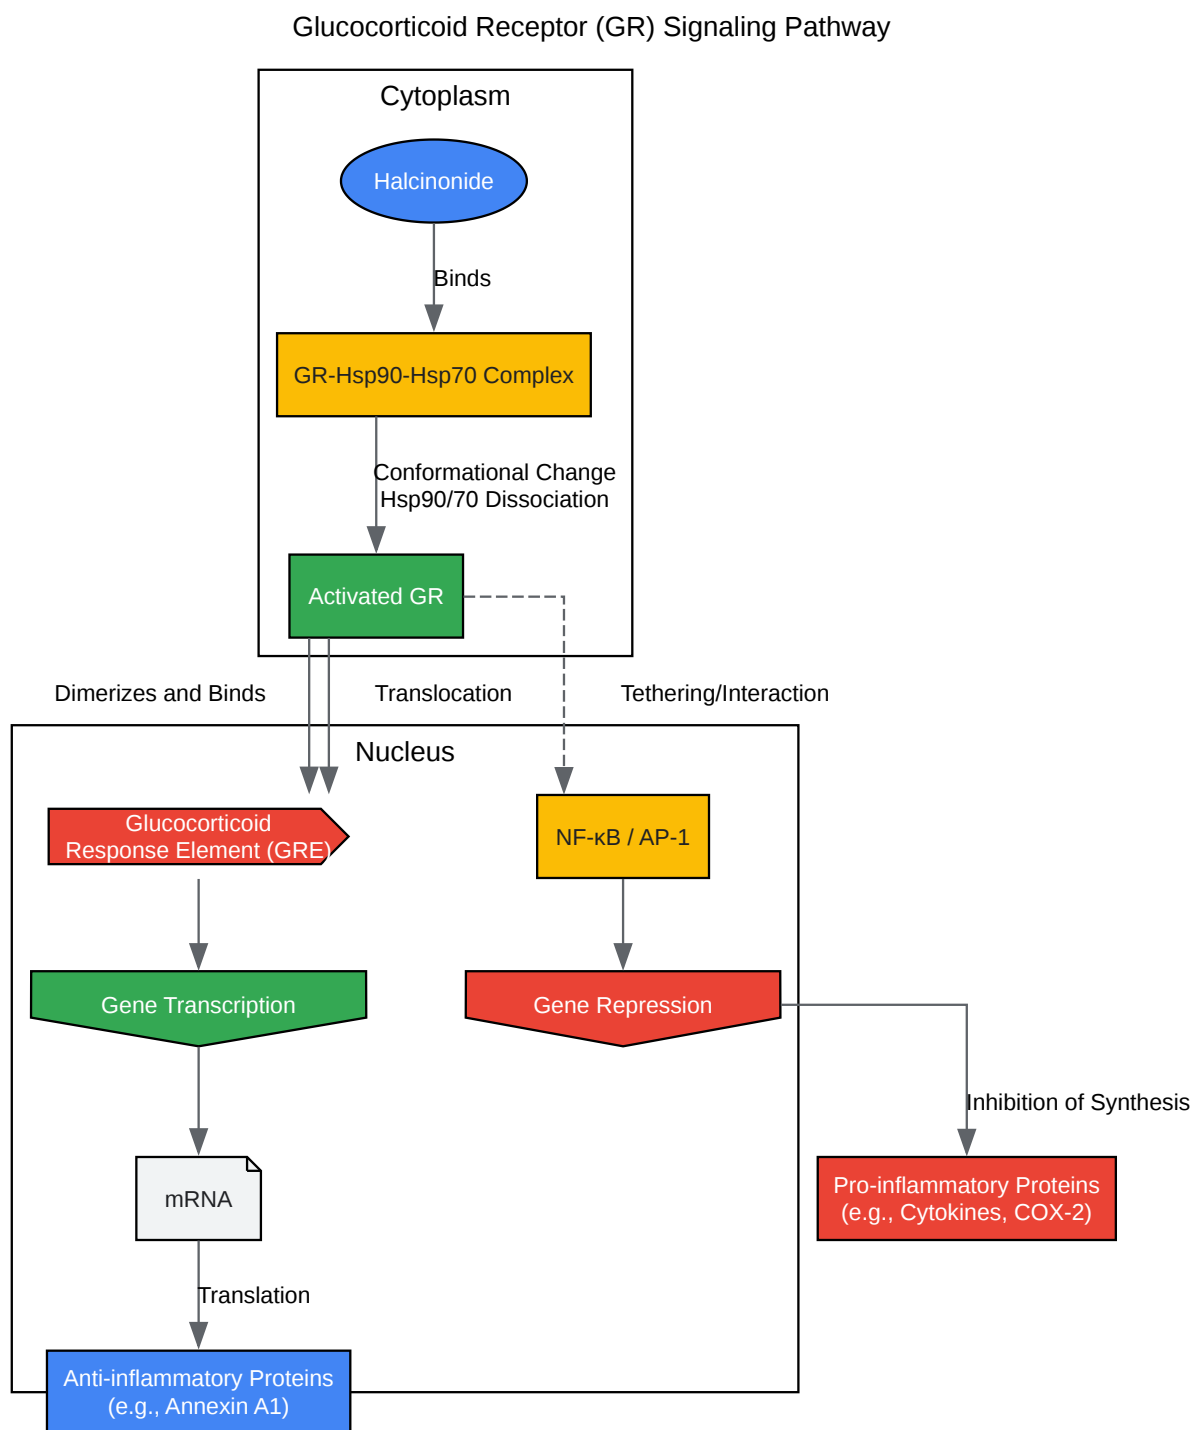 Glucocorticoid Receptor (GR) Signaling Pathway
Cytoplasm
Halcinonide
Binds
GR-Hsp90-Hsp70 Complex
Conformational Change
Hsp90/70 Dissociation
Activated GR
Dimerizes and Binds
Translocation
Tethering/Interaction
Nucleus
Glucocorticoid
Response Element (GRE)
NF-κB / AP-1
Gene Transcription
Gene Repression
Inhibition of Synthesis
mRNA
Pro-inflammatory Proteins
(e.g., Cytokines, COX-2)
Translation
Anti-inflammatory Proteins
(e.g., Annexin A1)